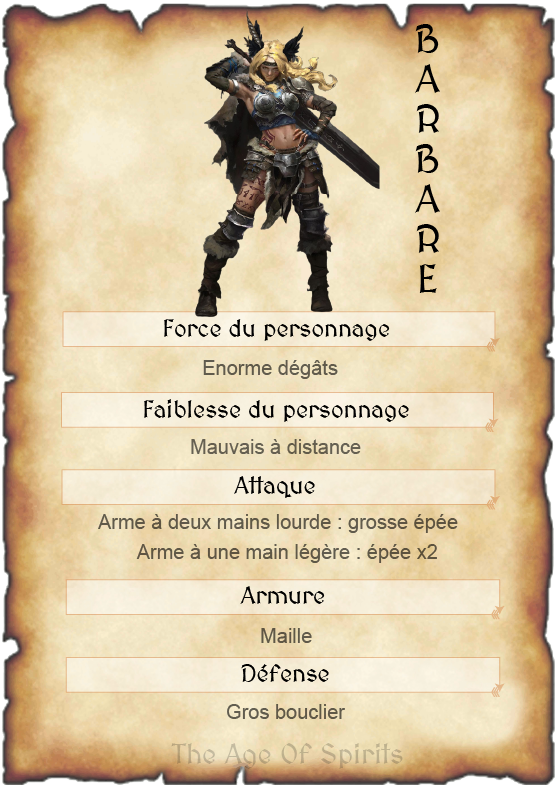 BARBARE
Force du personnage
Enorme dégâts
Faiblesse du personnage
Mauvais à distance
Attaque
Arme à deux mains lourde : grosse épée
Arme à une main légère : épée x2
Armure
Maille
Défense
Gros bouclier
The Age Of Spirits